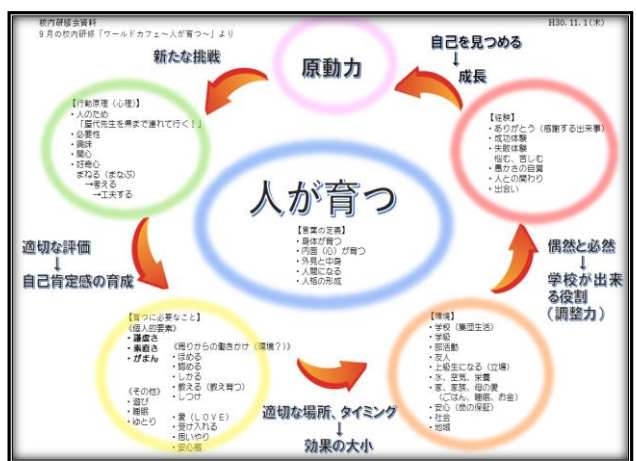 校内研修会資料
H30.11.1(木)
9月の校内研修「ワールドカフェ~人が育つ~」より
原動力
新たな挑戦
【行動原理(心理)】
・人のため
「屋代先生を県まで連れて行く!」
・必要性
・興味
・関心
・好奇心
まねる(まなぶ)
→考える
→工夫する
適切な評価
↓
自己肯定感の育成
【育つに必要なこと】
《個人的要素》
・謙虚さ
・素直さ
・がまん
《その他》
・遊び
・睡眠
・ゆとり
《周りからの働きかけ(環境?)》
・ほめる
・認める
・しかる
・教える(教え育つ)
・しつけ
・愛(LOVE)
・受け入れる
・思いやり
・安心感
適切な場所、タイミング
↓
効果の大小
【環境】
・学校(集団生活)
・学級
・部活動
・友人
・上級生になる(立場)
・水、空気、栄養
・家、家族、母の愛
(ごはん、睡眠、お金)
・安心(命の保証)
・社会
・地域
偶然と必然
↓
学校が出来
る役割
(調整力)
【経験】
・ありがとう(感謝する出来事)
・成功体験
・失敗体験
悩む、苦しむ
・愚かさの自覚
・人との関わり
・出会い
自己を見つめる
↓
成長
人が育つ
【言葉の定義】
・身体が育つ
・内面(心)が育つ
・外見と中身
・人間になる
・人格の形成